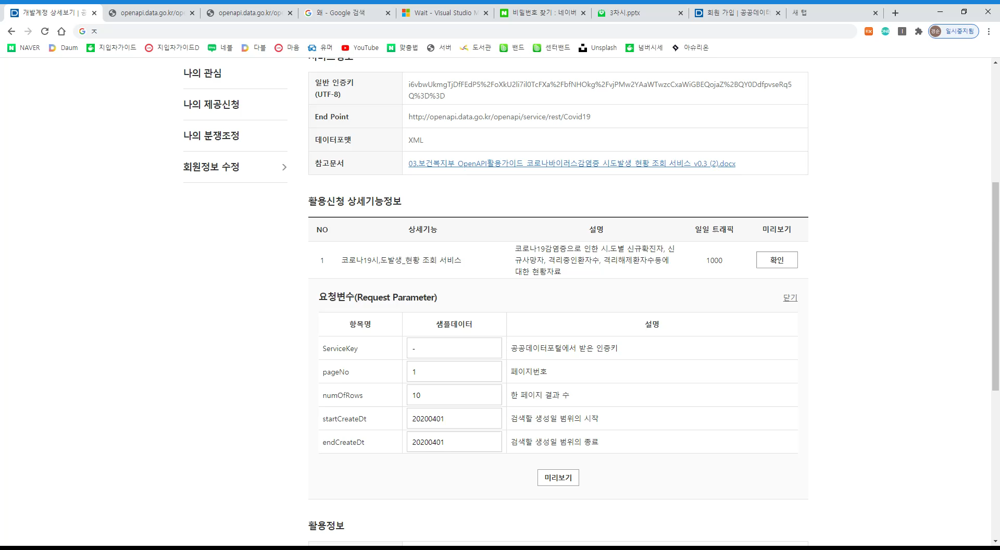 개발계정 상세보기 | 공
openapi.data.go.kr/ope
openapi.data.go.kr/ope
왜 - Google 검색
Wait - Visual Studio M
비밀번호 찾기 : 네이버
3차시.pptx
회원 가입 | 공공데이터
새 탭
ㅈ
경순 일시중지됨
NAVER Daum 지입차가이드 지입차가이드D 네블 다블 마음 유머 YouTube 맞춤법 서버 도서관 밴드 센터밴드 Unsplash 넘버시세 아슈리온
나의 관심
나의 제공신청
나의 분쟁조정
회원정보 수정
서비스정보
일반 인증키
(UTF-8)
i6vbwUkmgTjDfFEdP5%2FoXkU2li7il0TcFXa%2FbfNHOkg%2FvjPMw2YAaWTwzcCxaWiGBEQojaZ%2BQY0DdfpvseRq5
Q%3D%3D
End Point http://openapi.data.go.kr/openapi/service/rest/Covid19
데이터포맷 XML
참고문서 03.보건복지부_OpenAPI활용가이드_코로나바이러스감염증_시도발생_현황_조회_서비스_v0.3 (2).docx
활용신청 상세기능정보
NO 상세기능 설명 일일 트래픽 미리보기
1 코로나19시,도발생_현황 조회 서비스
코로나19감염증으로 인한 시.도별 신규확진자, 신
규사망자, 격리중인환자수, 격리해제환자수등에
대한 현황자료
1000 확인
요청변수(Request Parameter) 닫기
항목명 샘플데이터 설명
ServiceKey - 공공데이터포털에서 받은 인증키
pageNo 1 페이지번호
numOfRows 10 한 페이지 결과 수
startCreateDt 20200401 검색할 생성일 범위의 시작
endCreateDt 20200401 검색할 생성일 범위의 종료
미리보기
활용정보